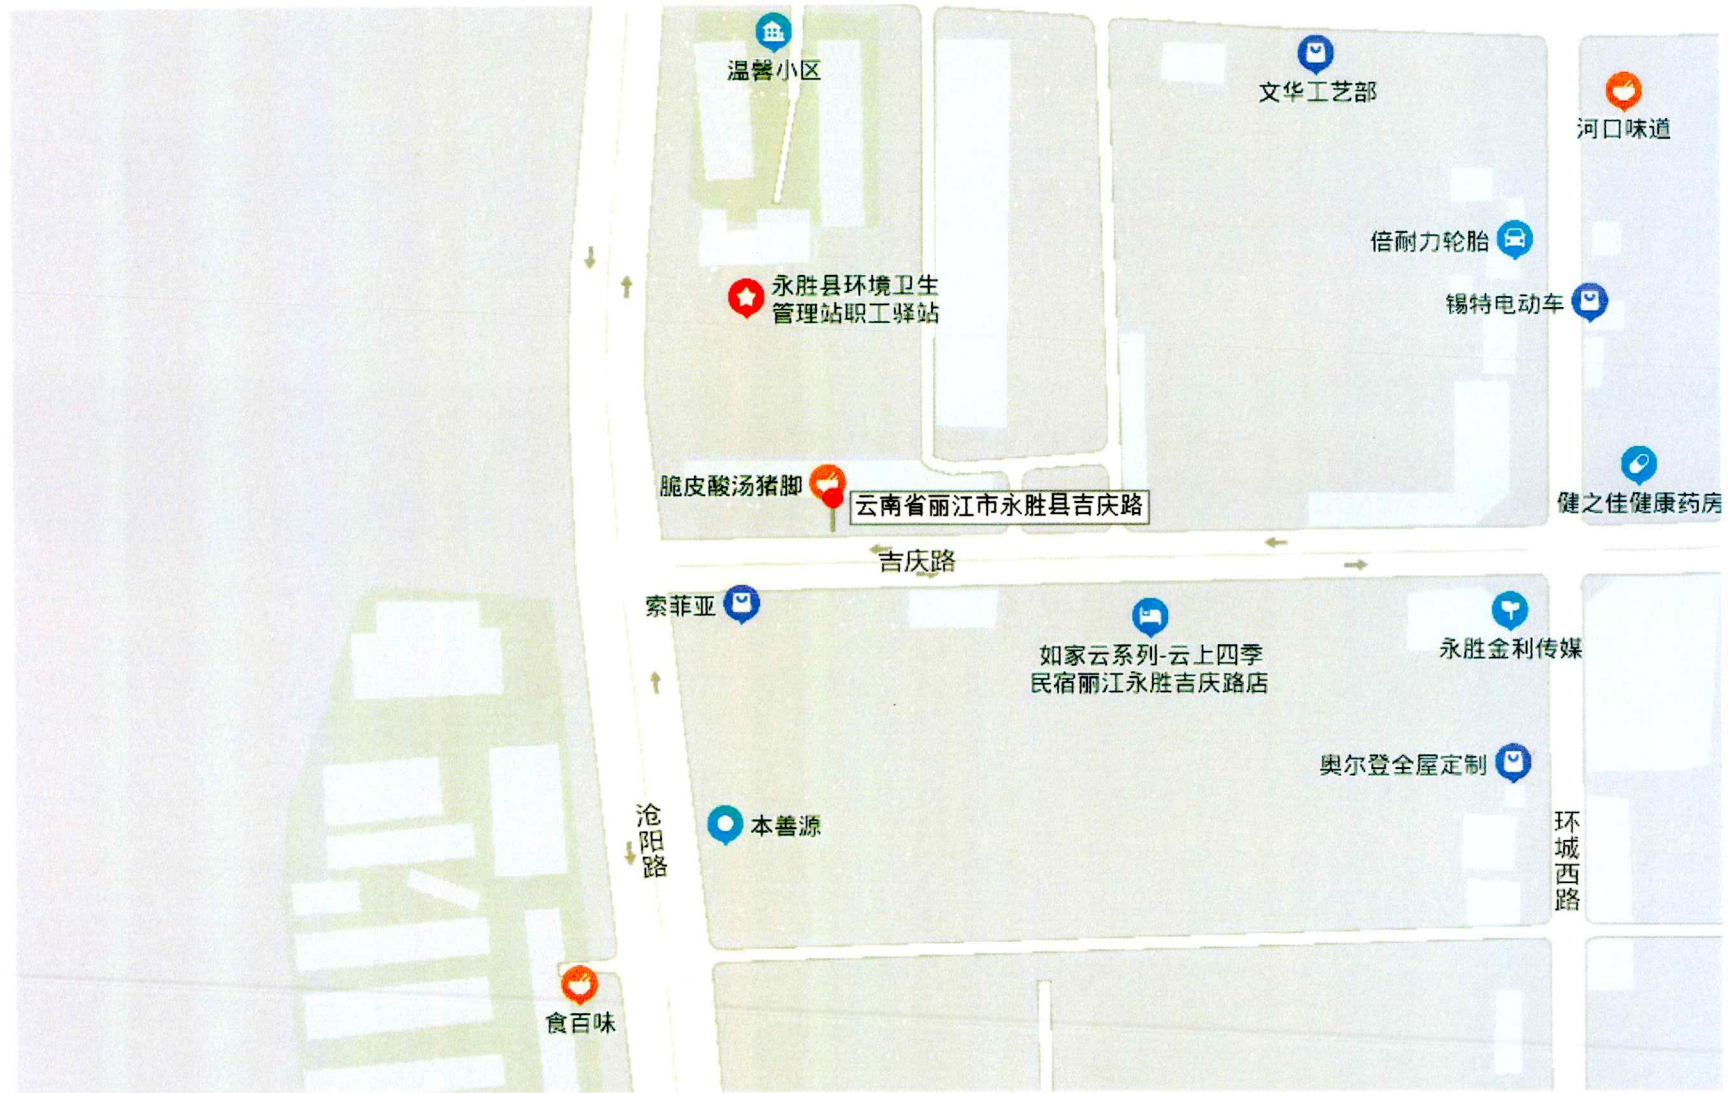 温馨小区
文华工艺部
河口味道
倍耐力轮胎
永胜县环境卫生
管理站职工驿站
锡特电动车
脆皮酸汤猪脚
云南省丽江市永胜县吉庆路
健之佳健康药房
吉庆路
索菲亚
如家云系列-云上四季
民宿丽江永胜吉庆路店
永胜金利传媒
奥尔登全屋定制
沧阳路
本善源
环城西路
食百味